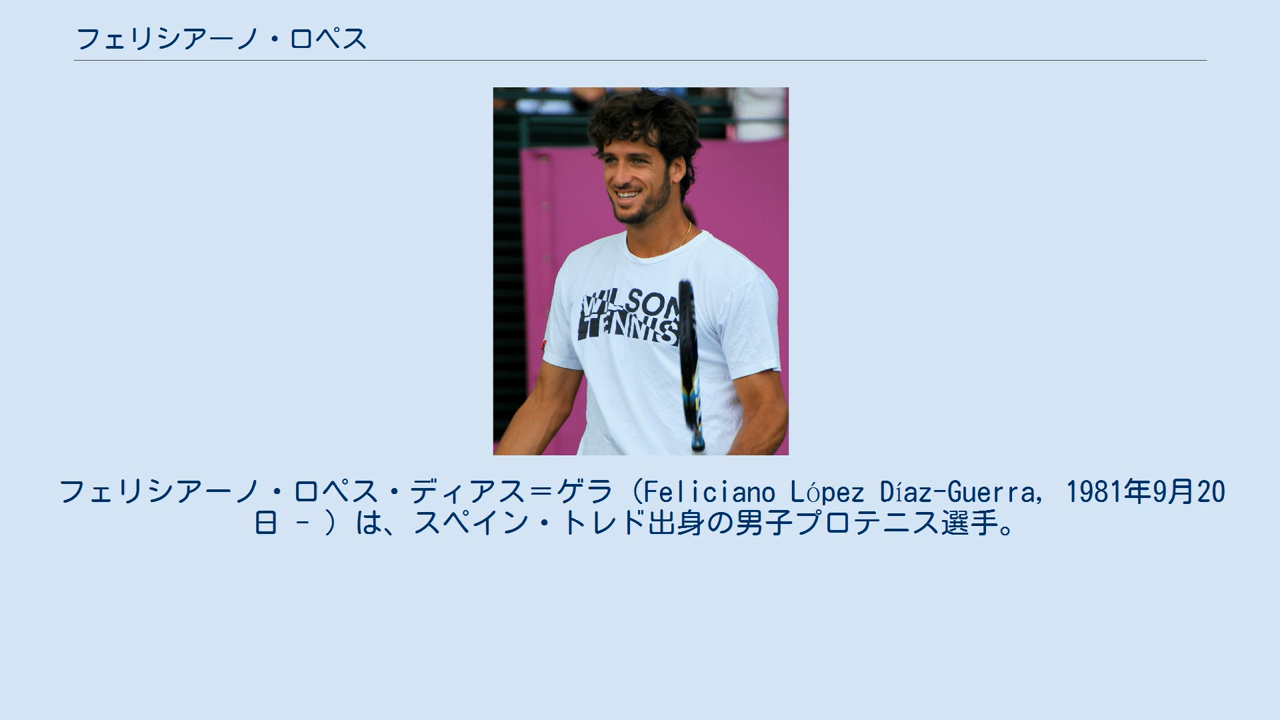 フェリシアーノ・ロペス
WILSON
TENNIS
フェリシアーノ・ロペス・ディアス＝ゲラ（Feliciano López Díaz-Guerra, 1981年9月20
日 - ）は、スペイン・トレド出身の男子プロテニス選手。